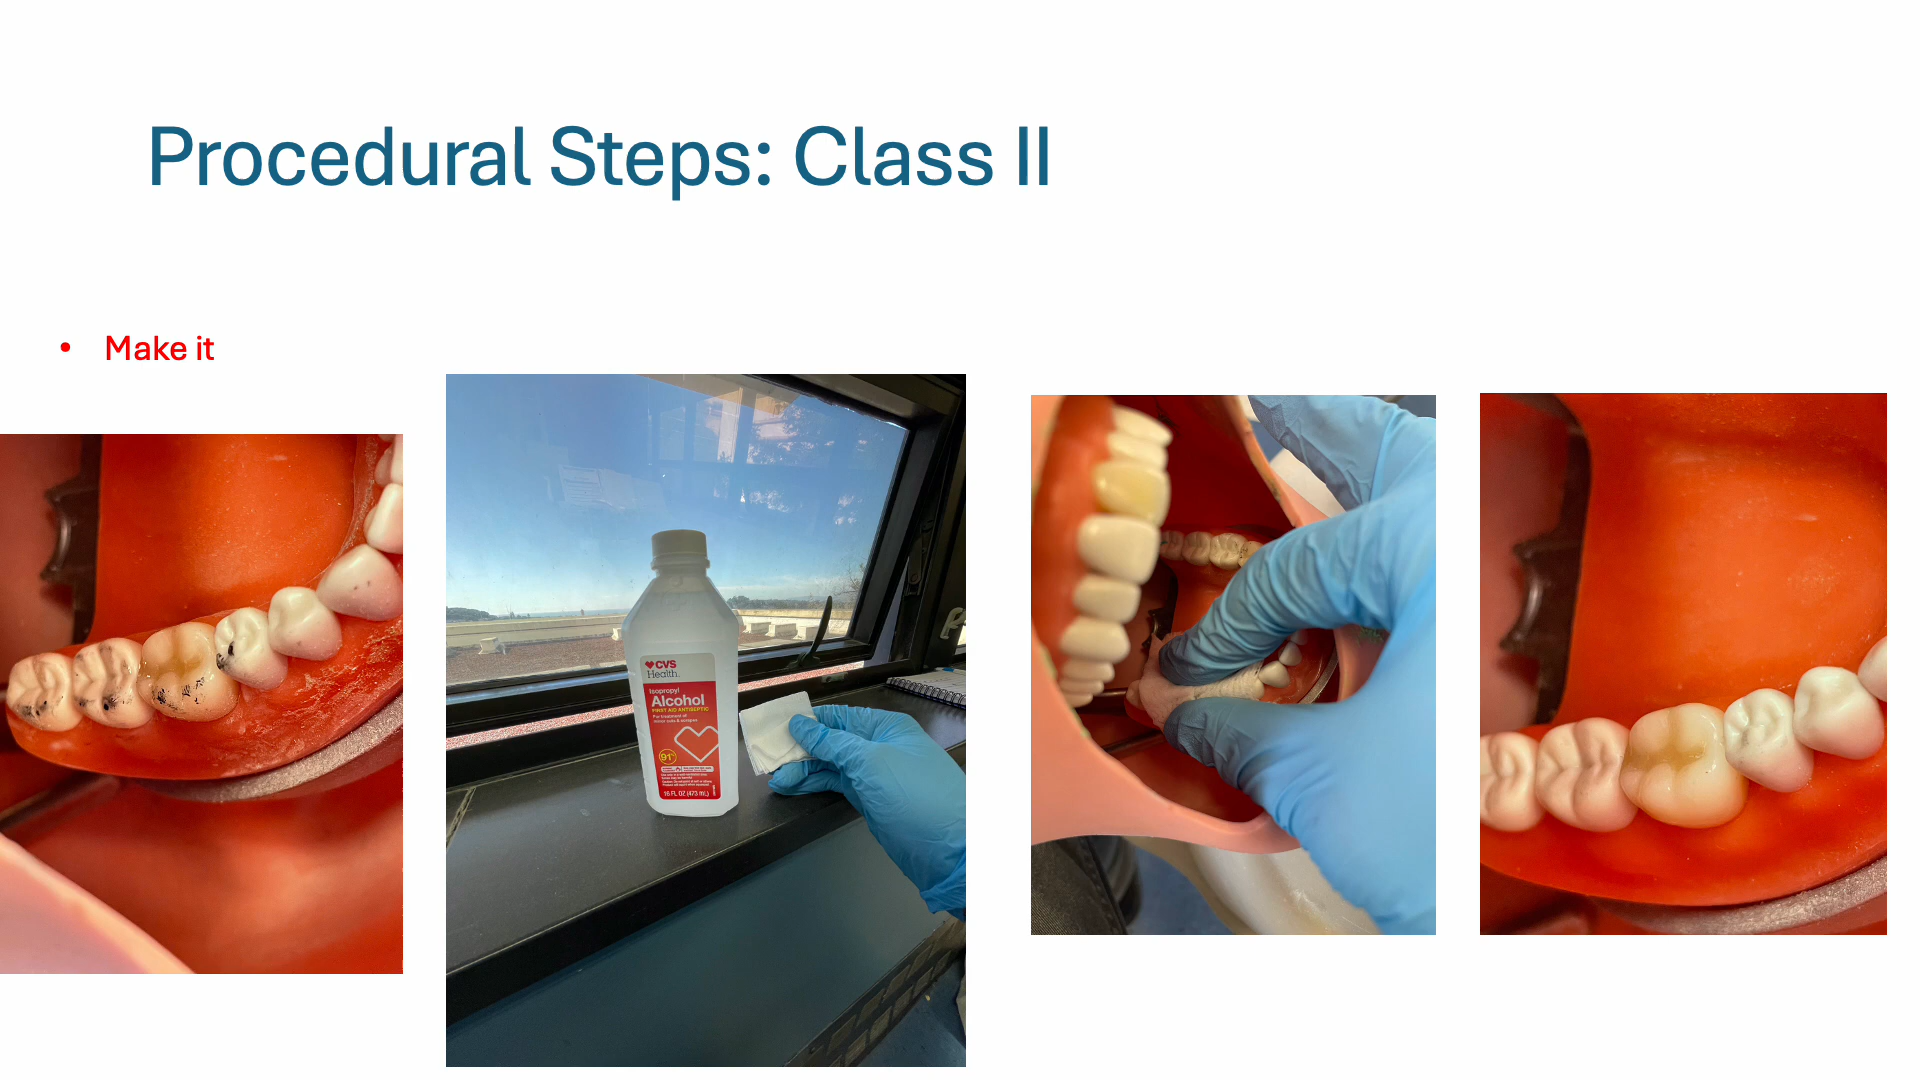 Procedural Steps: Class II
• Make it
CVS
Health.
Isopropyl
Alcohol
FIRST AID ANTISEPTIC
For treatment of
minor cuts & scrapes
91%
16 FL OZ (473 mL)